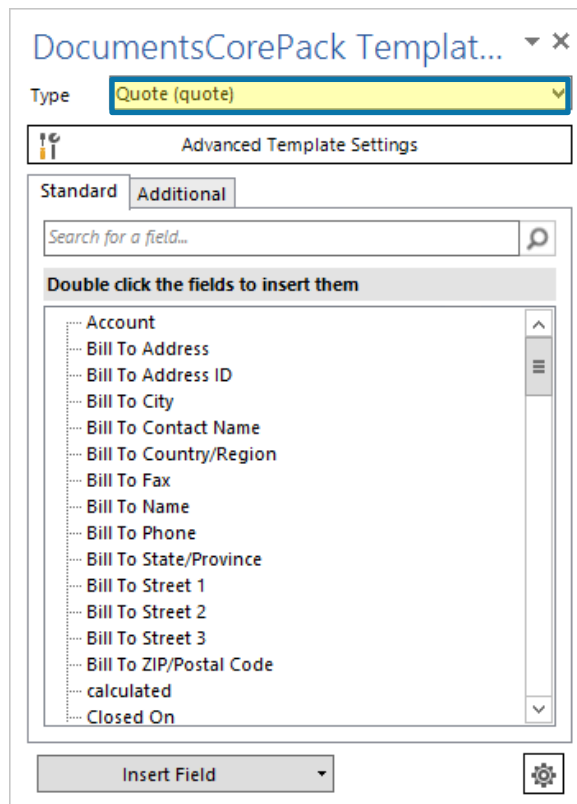 DocumentsCorePack Templat...
Type Quote (quote)
Advanced Template Settings
Standard Additional
Search for a field...
Double click the fields to insert them
Account
Bill To Address
Bill To Address ID
Bill To City
Bill To Contact Name
Bill To Country/Region
Bill To Fax
Bill To Name
Bill To Phone
Bill To State/Province
Bill To Street 1
Bill To Street 2
Bill To Street 3
Bill To ZIP/Postal Code
calculated
Closed On
Insert Field